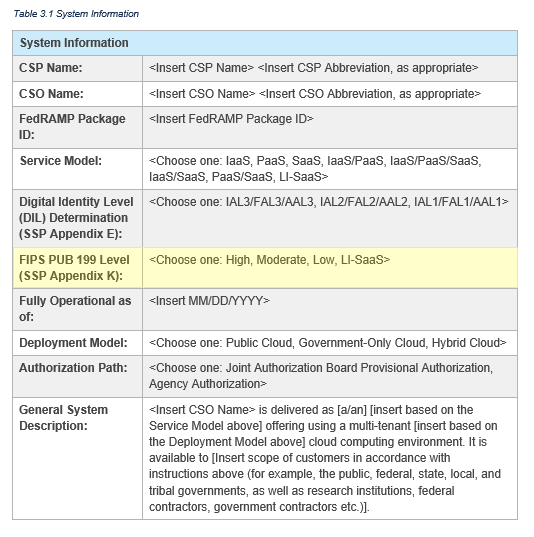 Table 3.1 System Information
System Information
CSP Name: <Insert CSP Name> <Insert CSP Abbreviation, as appropriate>
CSO Name: <Insert CSO Name> <Insert CSO Abbreviation, as appropriate>
FedRAMP Package
ID:
<Insert FedRAMP Package ID>
Service Model:
<Choose one: IaaS, PaaS, SaaS, IaaS/PaaS, IaaS/PaaS/SaaS,
IaaS/SaaS, PaaS/SaaS, LI-SaaS>
Digital Identity Level
(DIL) Determination
(SSP Appendix E):
<Choose one: IAL3/FAL3/AAL3, IAL2/FAL2/AAL2, IAL1/FAL1/AAL1>
FIPS PUB 199 Level
(SSP Appendix K):
<Choose one: High, Moderate, Low, LI-SaaS>
Fully Operational as
of:
<Insert MM/DD/YYYY>
Deployment Model: <Choose one: Public Cloud, Government-Only Cloud, Hybrid Cloud>
Authorization Path:
<Choose one: Joint Authorization Board Provisional Authorization,
Agency Authorization>
General System
Description:
<Insert CSO Name> is delivered as [a/an] [insert based on the
Service Model above] offering using a multi-tenant [insert based on
the Deployment Model above] cloud computing environment. It is
available to [Insert scope of customers in accordance with
instructions above (for example, the public, federal, state, local, and
tribal governments, as well as research institutions, federal
contractors, government contractors etc.)].